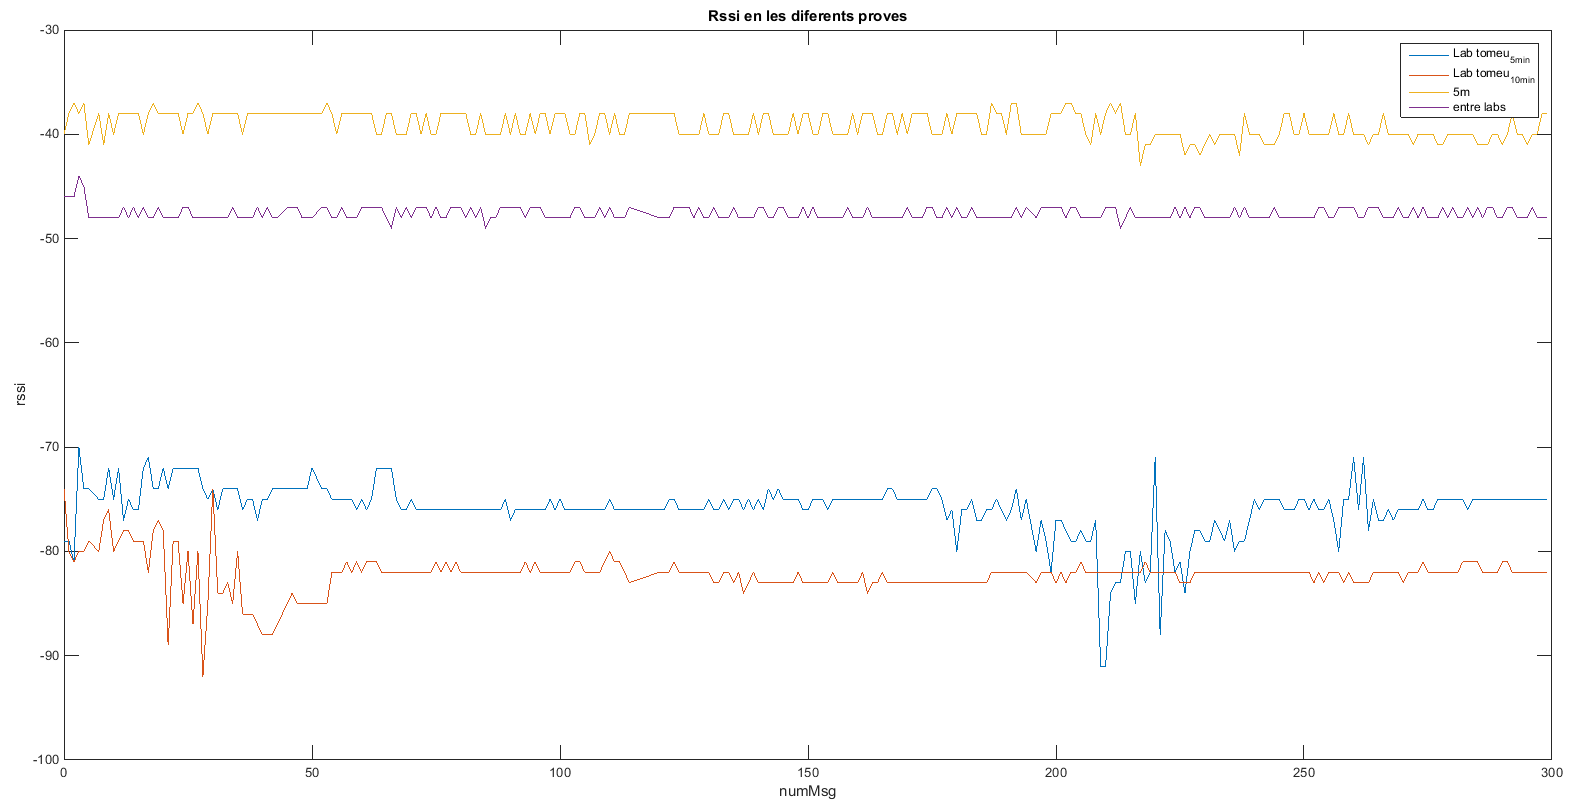 Rssi en les diferents proves
-30
-40
-50
-60
-70
-80
-90
-100
rssi
Lab tomeu5min
Lab tomeu10min
5m
entre labs
0
50
100
150
200
250
300
numMsg